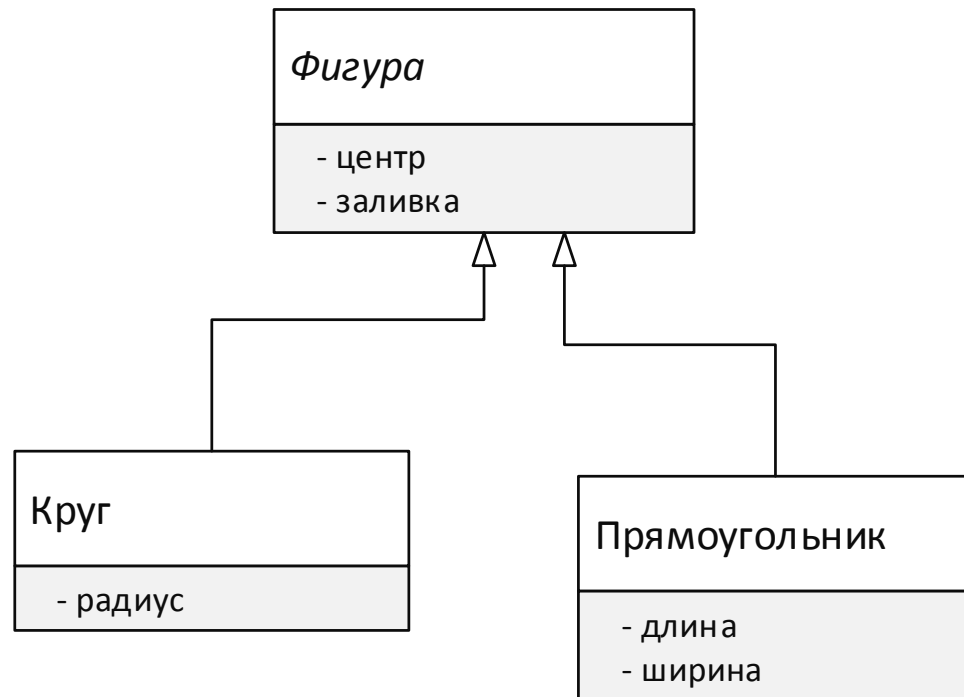 Фигура
- центр
- заливка
Круг
- радиус
Прямоугольник
- длина
- ширина